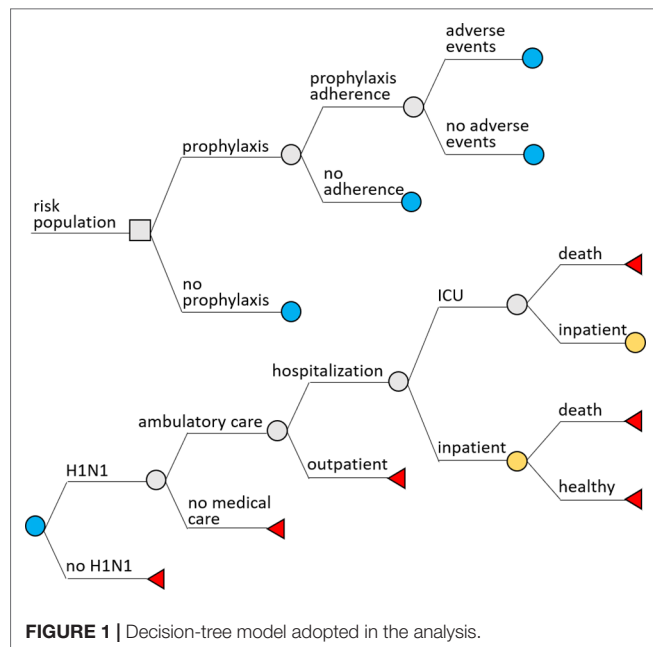 adverse
events
prophylaxis
adherence
no adverse
events
prophylaxis
no
adherence
risk
population
no
prophylaxis
death
ICU
inpatient
hospitalization
death
ambulatory care
inpatient
outpatient
H1N1
healthy
no medical
care
no H1N1
FIGURE 1 | Decision-tree model adopted in the analysis.